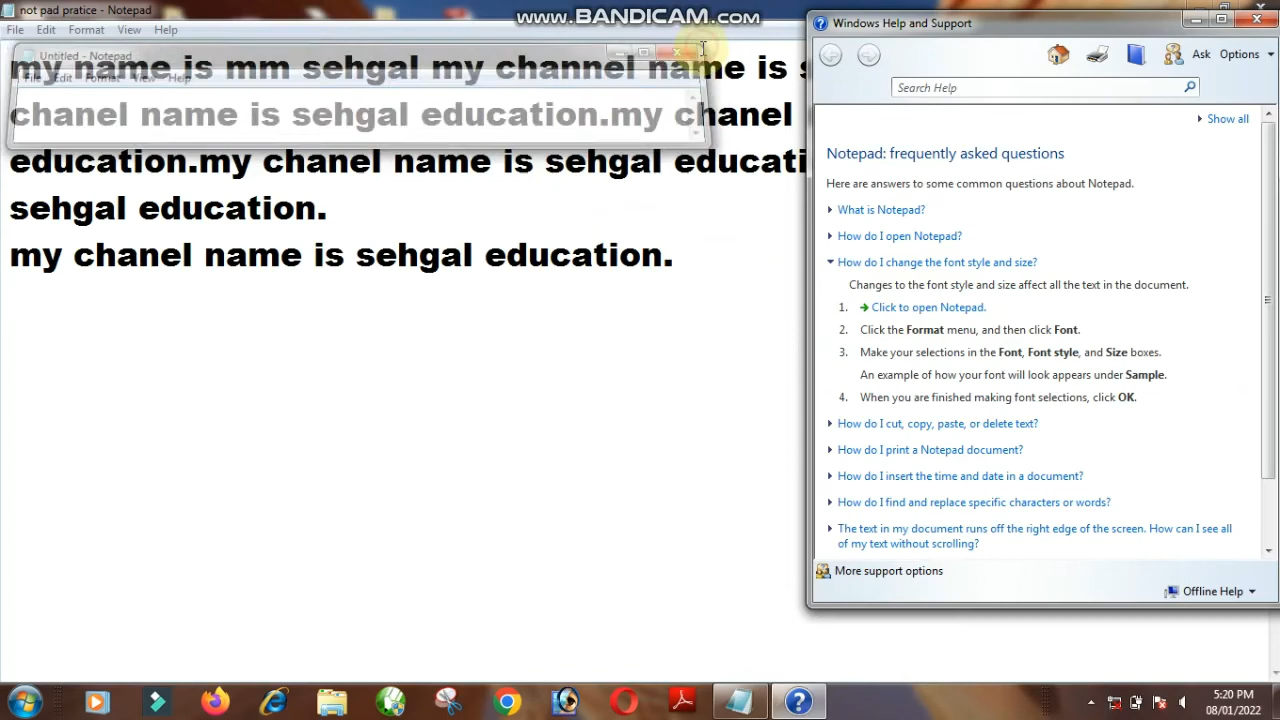 not pad pratice - Notepad
www.BANDICAM.com
File Edit Format View Help
Untitled - Notepad
File Edit Format View Help
my name is mm sehgal my channel name is s
chanel name is sehgal education.my chanel
education.my chanel name is sehgal educati
sehgal education.
my chanel name is sehgal education.
Windows Help and Support
Ask Options
Search Help
Show all
Notepad: frequently asked questions
Here are answers to some common questions about Notepad.
What is Notepad?
How do I open Notepad?
How do I change the font style and size?
Changes to the font style and size affect all the text in the document.
1. Click to open Notepad.
2. Click the Format menu, and then click Font.
3. Make your selections in the Font, Font style, and Size boxes.
An example of how your font will look appears under Sample.
4. When you are finished making font selections, click OK.
How do I cut, copy, paste, or delete text?
How do I print a Notepad document?
How do I insert the time and date in a document?
How do I find and replace specific characters or words?
The text in my document runs off the right edge of the screen. How can I see all
of my text without scrolling?
More support options
Offline Help
5:20 PM
08/01/2022